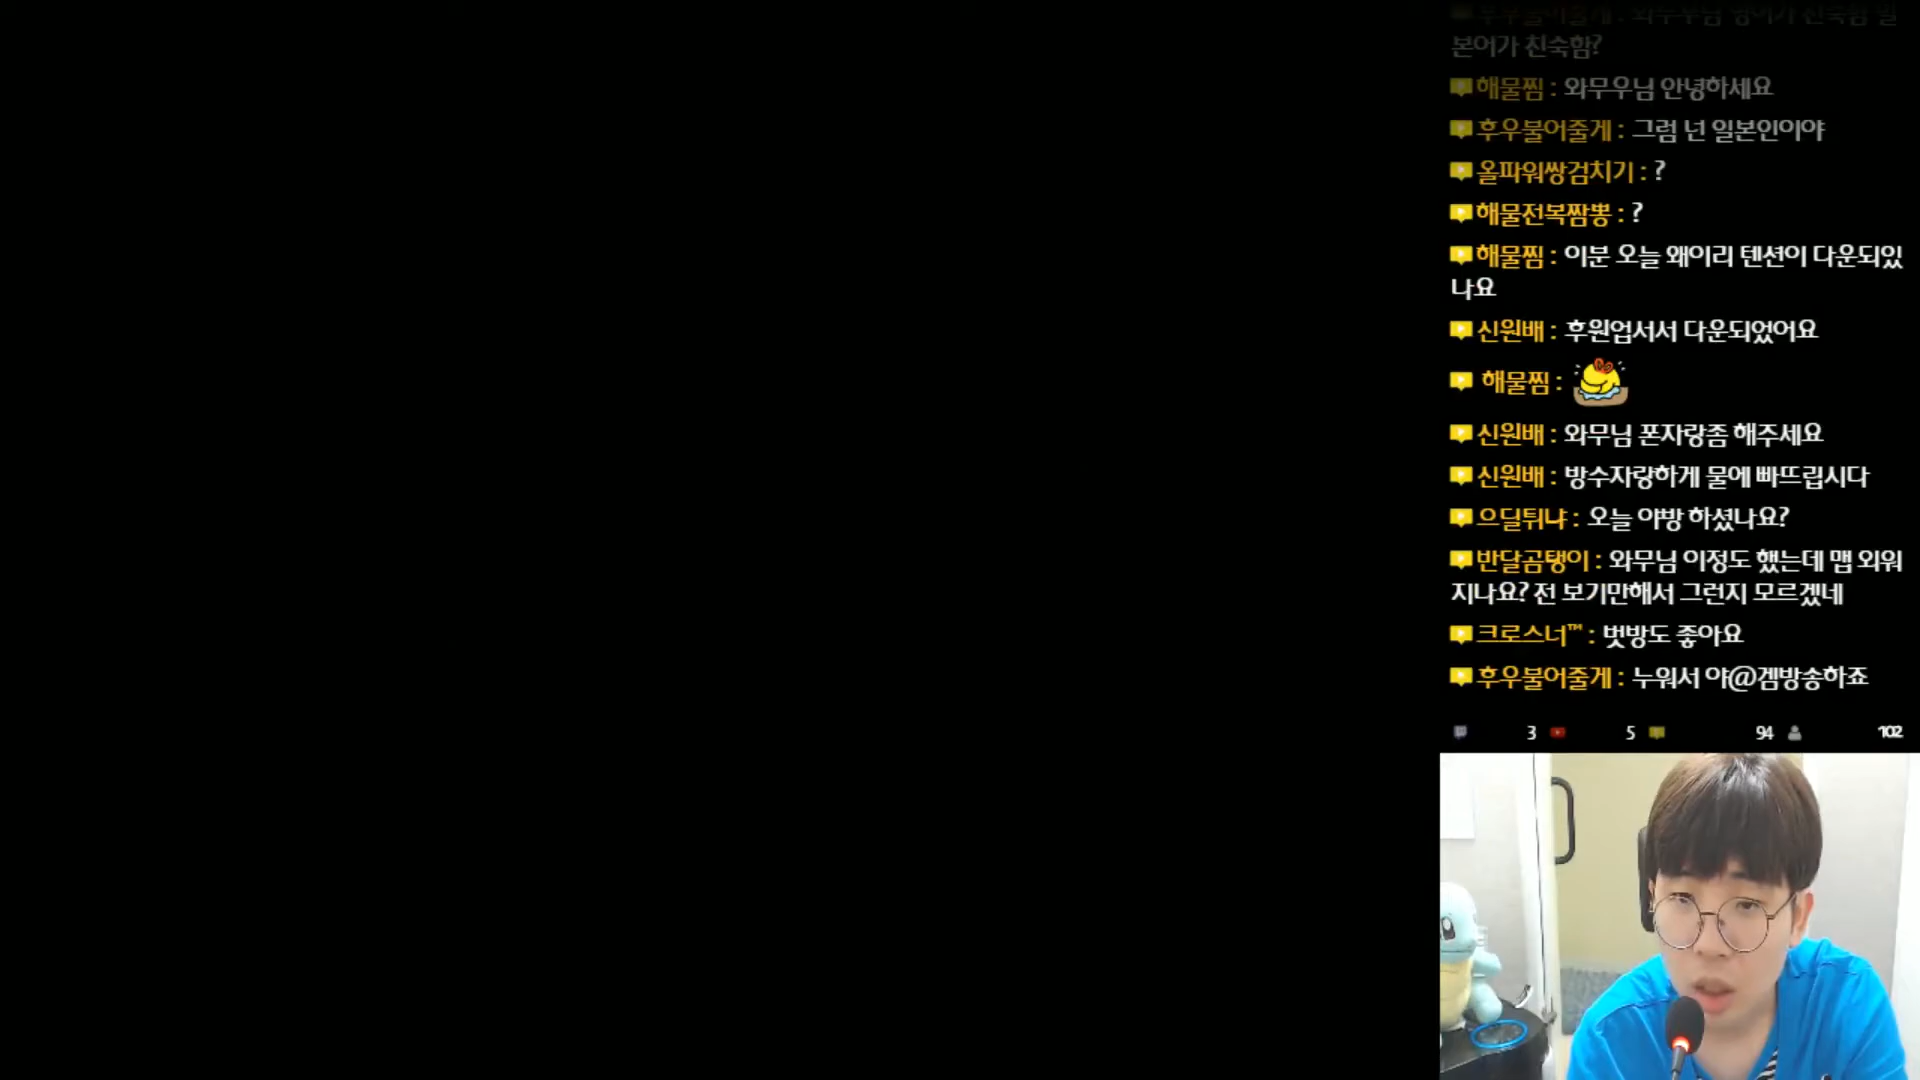 본어가 친숙함?
해물찜 : 와무우님 안녕하세요
후우불어줄게 : 그럼 넌 일본인이야
올파워쌍검치기 : ?
해물전복짬뽕 : ?
해물찜 : 이분 오늘 왜이리 텐션이 다운되있
나요
신원배 : 후원업서서 다운되었어요
해물찜 :
신원배 : 와무님 폰자랑좀 해주세요
신원배 : 방수자랑하게 물에 빠뜨립시다
으딜튀냐 : 오늘 야방 하셨나요?
반달곰탱이 : 와무님 이정도 했는데 맵 외워
지나요? 전 보기만해서 그런지 모르겠네
크로스너™ : 벗방도 좋아요
후우불어줄게 : 누워서 야@겜방송하죠
3 5 94 102